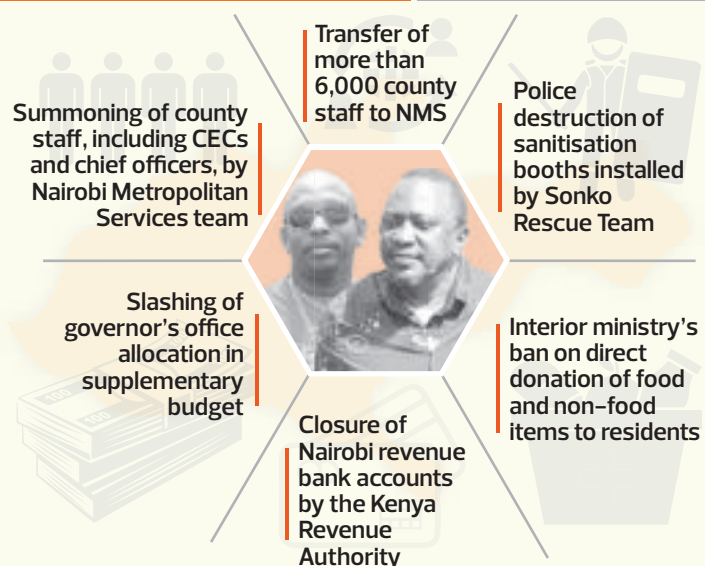 Transfer of
more than
6,000 county
staff to NMS
Police
destruction of
sanitisation
booths installed
by Sonko
Rescue Team
Interior ministry's
ban on direct
donation of food
and non-food
items to residents
Closure of
Nairobi revenue
bank accounts
by the Kenya
Revenue
Authority
Slashing of
governor's office
allocation in
supplementary
budget
Summoning of county
staff, including CECs
and chief officers, by
Nairobi Metropolitan
Services team
100
100